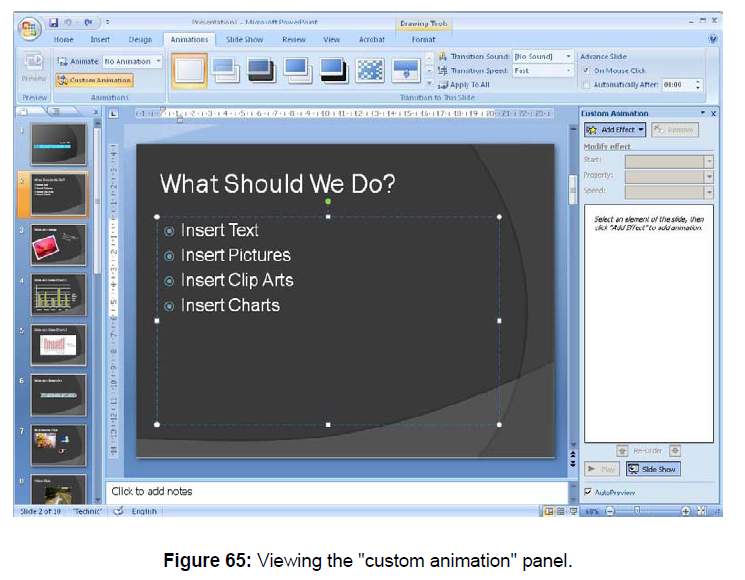 Presentation1 - Microsoft PowerPoint
Drawing Tools
Home Insert Design Animations Slide Show Review View Acrobat Format
Preview
Preview
Animate: No Animation
Custom Animation
Animations
Transition Sound: [No Sound]
Transition Speed: Fast
Apply To All
Transition to This Slide
Advance Slide
On Mouse Click
Automatically After: 00:00
1
2
3
4
5
6
7
8
What Should We Do?
Insert Text
Insert Pictures
Insert Clip Arts
Insert Charts
Click to add notes
Custom Animation
Add Effect
Remove
Modify effect
Start:
Property:
Speed:
Select an element of the slide, then
click "Add Effect" to add animation.
Re-Order
Play
Slide Show
AutoPreview
Slide 2 of 10 "Technic" English
68%
Figure 65: Viewing the "custom animation" panel.